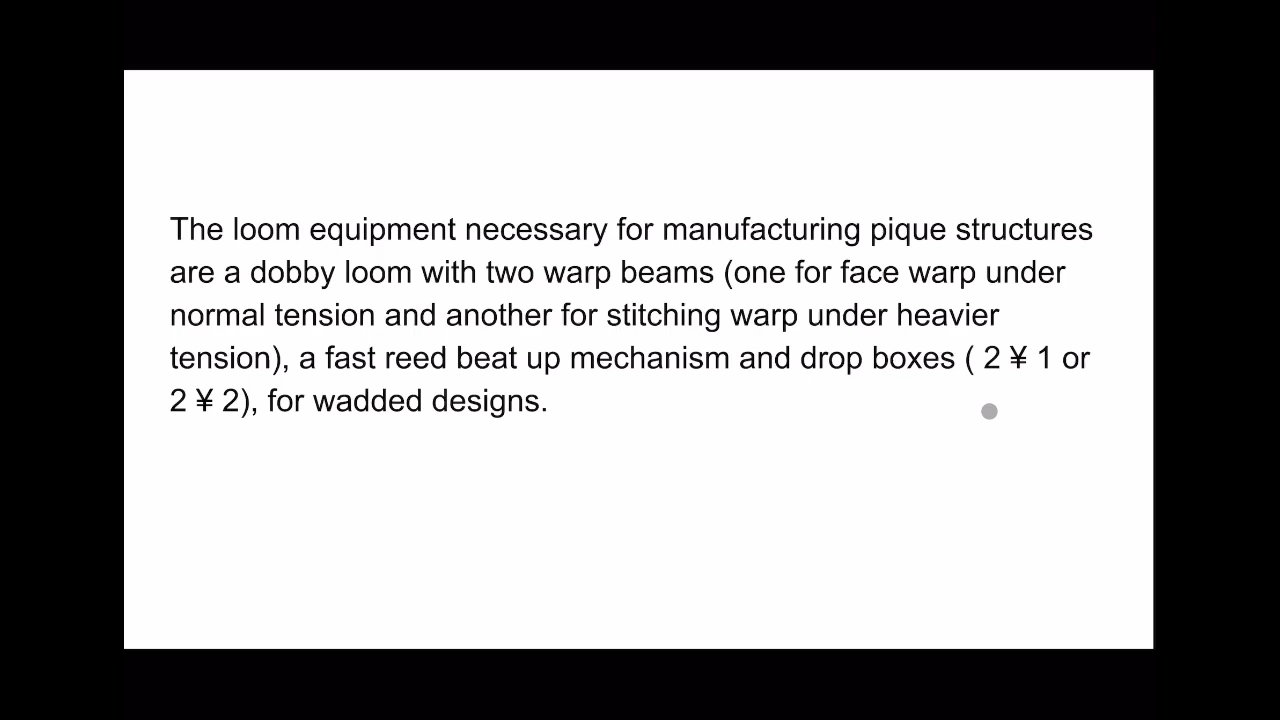 The loom equipment necessary for manufacturing pique structures
are a dobby loom with two warp beams (one for face warp under
normal tension and another for stitching warp under heavier
tension), a fast reed beat up mechanism and drop boxes ( 2 ¥ 1 or
2 ¥ 2), for wadded designs.